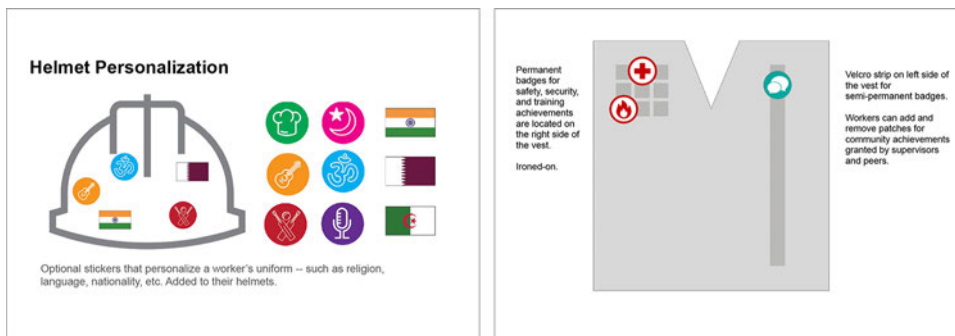 Helmet Personalization
Optional stickers that personalize a worker's uniform -- such as religion,
language, nationality, etc. Added to their helmets.
Permanent
badges for
safety, security,
and training
achievements
are located on
the right side of
the vest.
Ironed-on.
Velcro strip on left side of
the vest for
semi-permanent badges.
Workers can add and
remove patches for
community achievements
granted by supervisors
and peers.